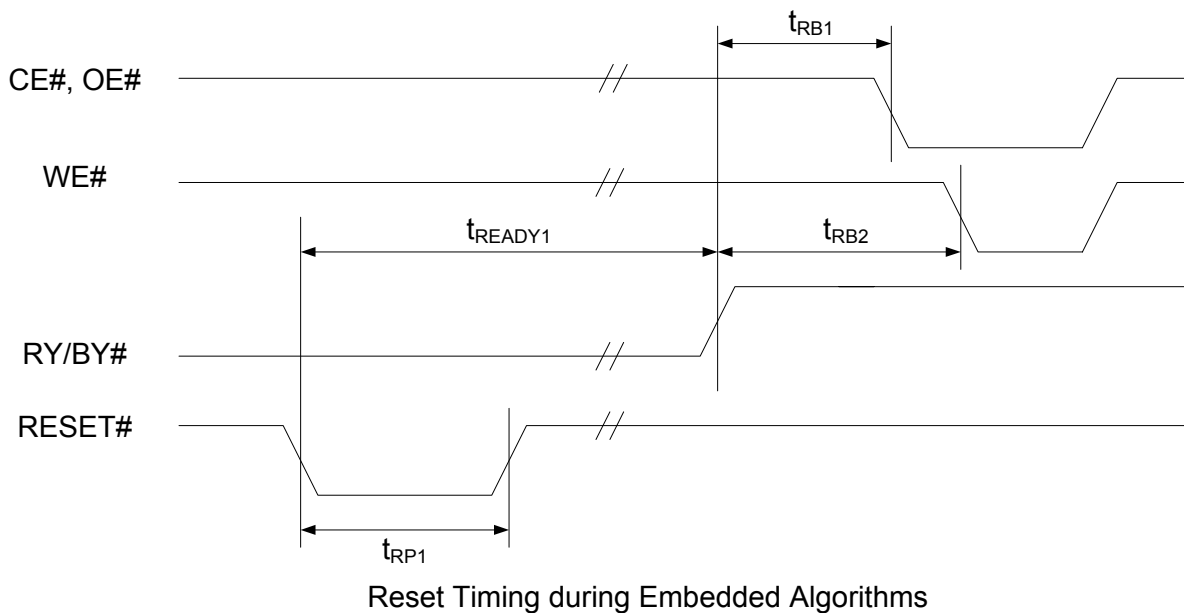 tRB1
CE#, OE#
WE#
tREADY1
tRB2
RY/BY#
RESET#
tRP1
Reset Timing during Embedded Algorithms